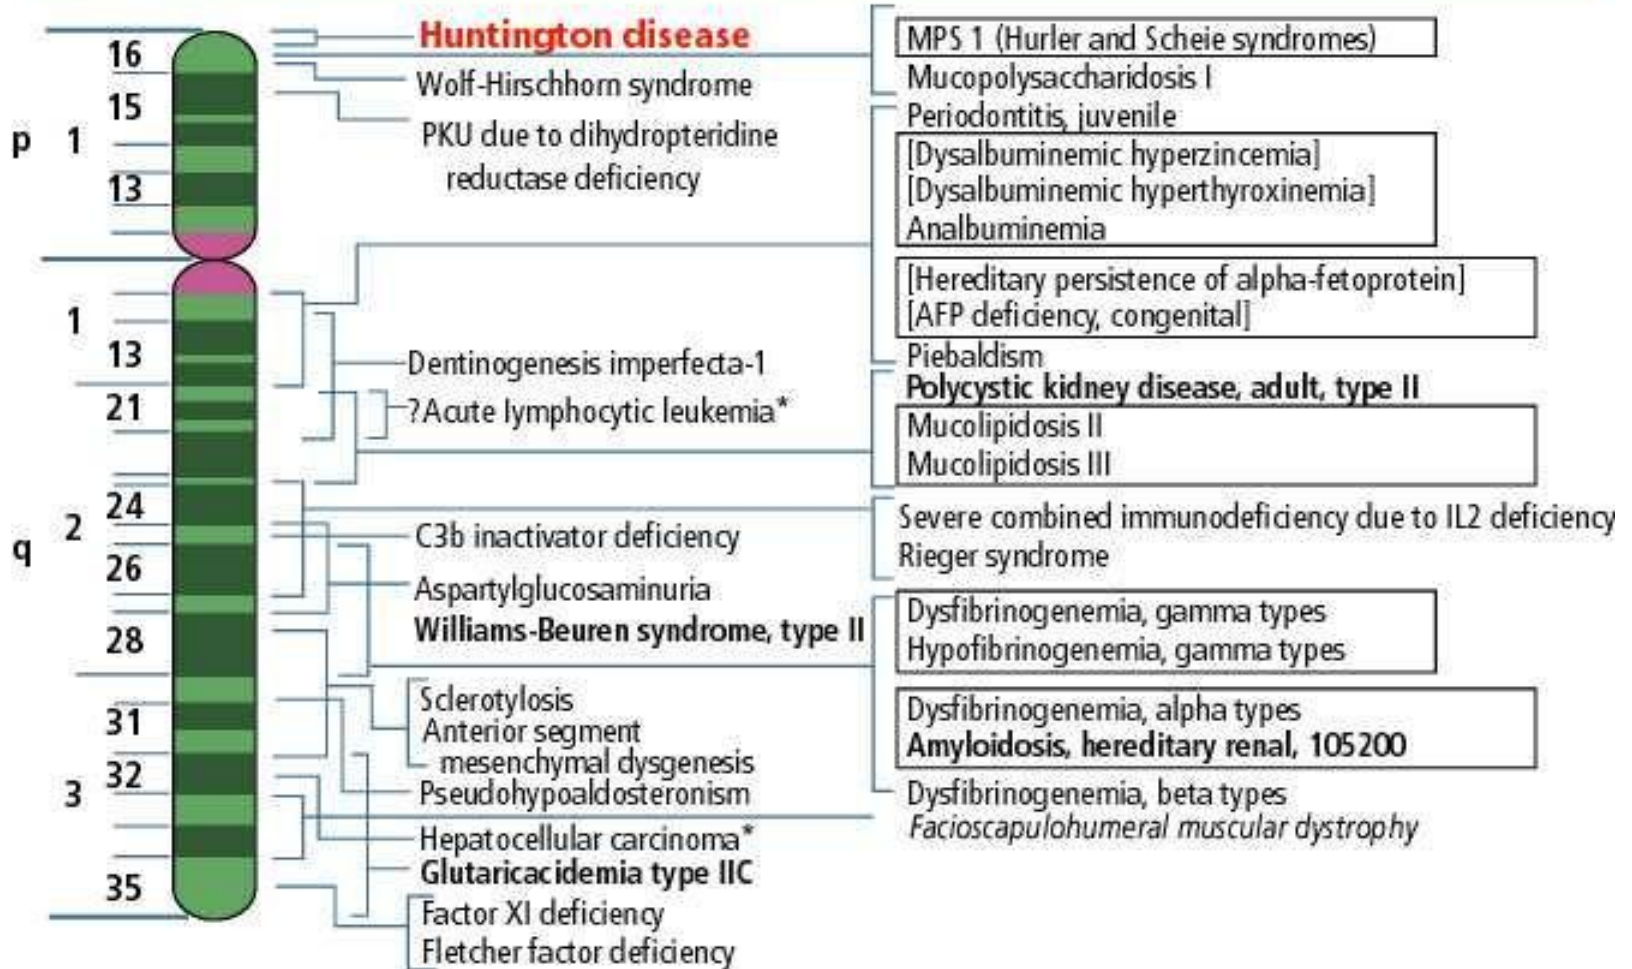 p
1
16
15
13
q
1
13
21
2
24
26
28
3
31
32
35
Huntington disease
Wolf-Hirschhorn syndrome
PKU due to dihydropteridine
reductase deficiency
Dentinogenesis imperfecta-1
?Acute lymphocytic leukemia*
C3b inactivator deficiency
Aspartylglucosaminuria
Williams-Beuren syndrome, type II
Sclerotylosis
Anterior segment
mesenchymal dysgenesis
Pseudohypoaldosteronism
Hepatocellular carcinoma*
Glutaricacidemia type IIC
Factor XI deficiency
Fletcher factor deficiency
MPS 1 (Hurler and Scheie syndromes)
Mucopolysaccharidosis I
Periodontitis, juvenile
[Dysalbuminemic hyperzincemia]
[Dysalbuminemic hyperthyroxinemia]
Analbuminemia
[Hereditary persistence of alpha-fetoprotein]
[AFP deficiency, congenital]
Piebaldism
Polycystic kidney disease, adult, type II
Mucolipidosis II
Mucolipidosis III
Severe combined immunodeficiency due to IL2 deficiency
Rieger syndrome
Dysfibrinogenemia, gamma types
Hypofibrinogenemia, gamma types
Dysfibrinogenemia, alpha types
Amyloidosis, hereditary renal, 105200
Dysfibrinogenemia, beta types
Facioscapulohumeral muscular dystrophy